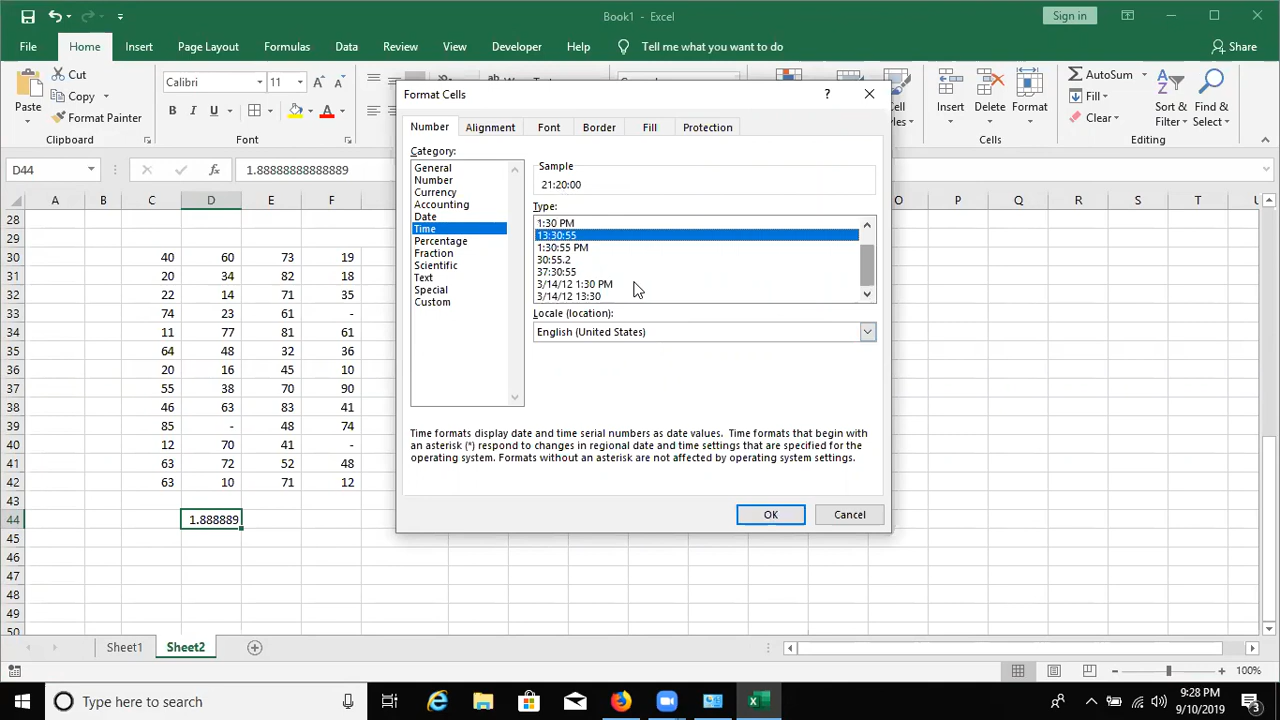 Book1 - Excel
Sign in
File Home Insert Page Layout Formulas Data Review View Developer Help Tell me what you want to do Share
Paste
Cut
Copy
Format Painter
Clipboard
Calibri 11
B I U
Font
Cell
Styles
Insert Delete Format
Cells
AutoSum
Fill
Clear
Sort & Filter
Find & Select
Editing
D44 fx 1.88888888888889
A B C D E F O P Q R S T U
28
29
30 40 60 73 19
31 20 34 82 18
32 22 14 71 35
33 74 23 61 -
34 11 77 81 61
35 64 48 32 36
36 20 16 45 10
37 55 38 70 90
38 46 63 83 41
39 85 - 48 74
40 12 70 41 -
41 63 72 52 48
42 63 10 71 12
43
44 1.888889
45
46
47
48
49
50
Format Cells ?
Number Alignment Font Border Fill Protection
Category:
General
Number
Currency
Accounting
Date
Time
Percentage
Fraction
Scientific
Text
Special
Custom
Sample
21:20:00
Type:
1:30 PM
13:30:55
1:30:55 PM
30:55.2
37:30:55
3/14/12 1:30 PM
3/14/12 13:30
Locale (location):
English (United States)
Time formats display date and time serial numbers as date values. Time formats that begin with
an asterisk (*) respond to changes in regional date and time settings that are specified for the
operating system. Formats without an asterisk are not affected by operating system settings.
OK Cancel
Sheet1 Sheet2
100%
Type here to search
9:28 PM
9/10/2019
3